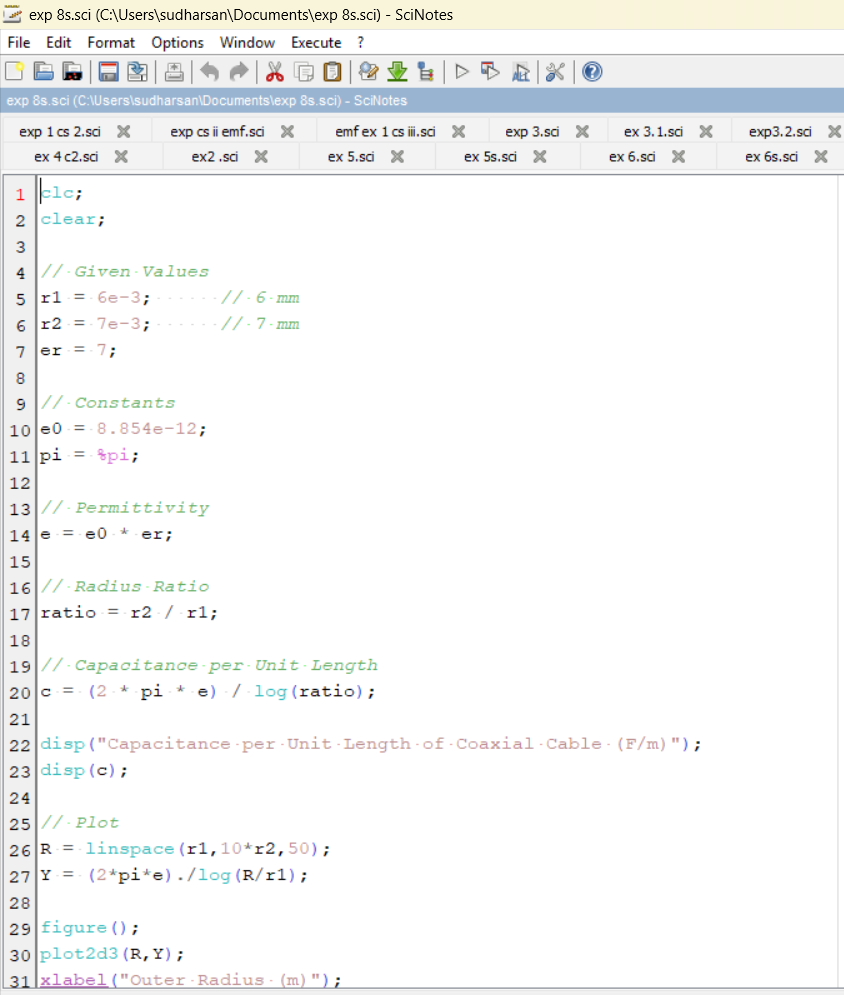 exp 8s.sci (C:\Users\sudharsan\Documents\exp 8s.sci) - SciNotes
File Edit Format Options Window Execute ?
exp 8s.sci (C:\Users\sudharsan\Documents\exp 8s.sci) - SciNotes
exp 1 cs 2.sci exp cs ii emf.sci emf ex 1 cs iii.sci exp 3.sci ex 3.1.sci exp3.2.sci
ex 4 c2.sci ex2 .sci ex 5.sci ex 5s.sci ex 6.sci ex 6s.sci
1 clc;
2 clear;
3
4 // Given Values
5 r1 = 6e-3;       // 6 mm
6 r2 = 7e-3;       // 7 mm
7 er = 7;
8
9 // Constants
10 e0 = 8.854e-12;
11 pi = %pi;
12
13 // Permittivity
14 e = e0 * er;
15
16 // Radius Ratio
17 ratio = r2 / r1;
18
19 // Capacitance per Unit Length
20 c = (2 * pi * e) / log(ratio);
21
22 disp("Capacitance per Unit Length of Coaxial Cable (F/m)");
23 disp(c);
24
25 // Plot
26 R = linspace(r1,10*r2,50);
27 Y = (2*pi*e)./log(R/r1);
28
29 figure();
30 plot2d3(R,Y);
31 xlabel("Outer Radius (m)");